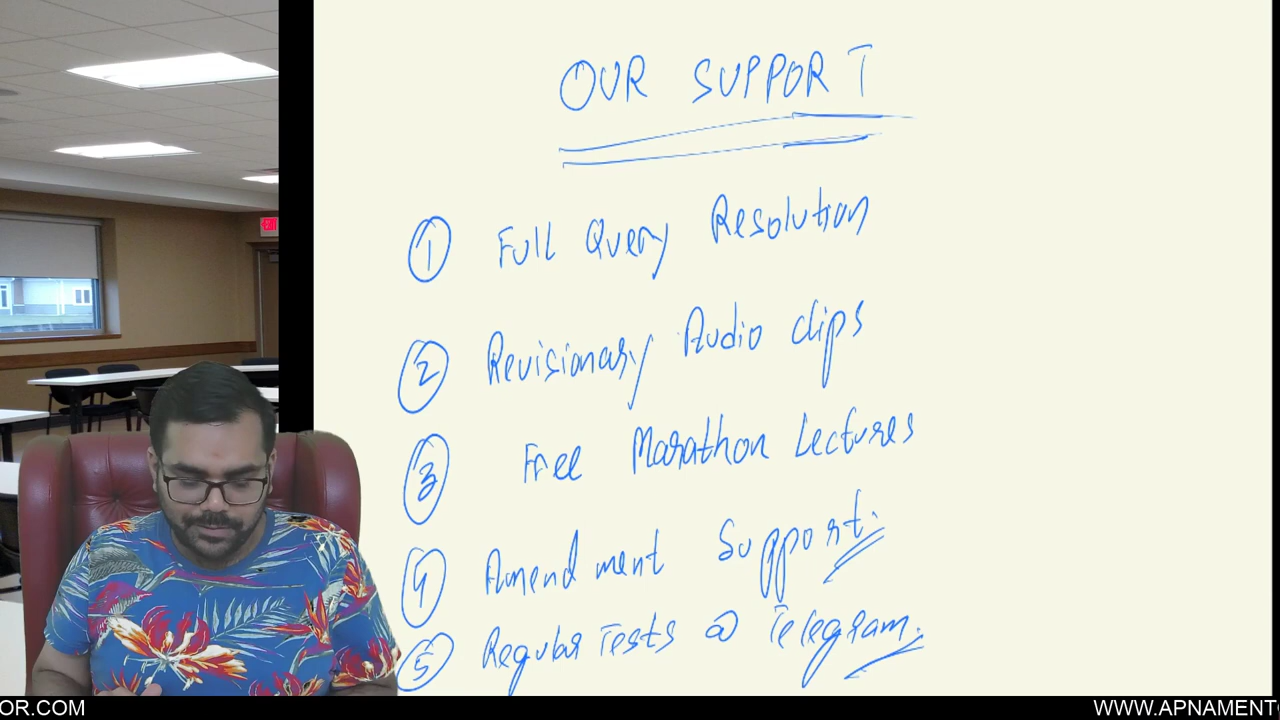 OUR SUPPORT
① Full Query Resolution
② Revisionary Audio clips
③ Free Marathon Lectures
④ Amendment Support.
⑤ Regular Tests @ Telegram.
OR.COM WWW.APNAMENTO